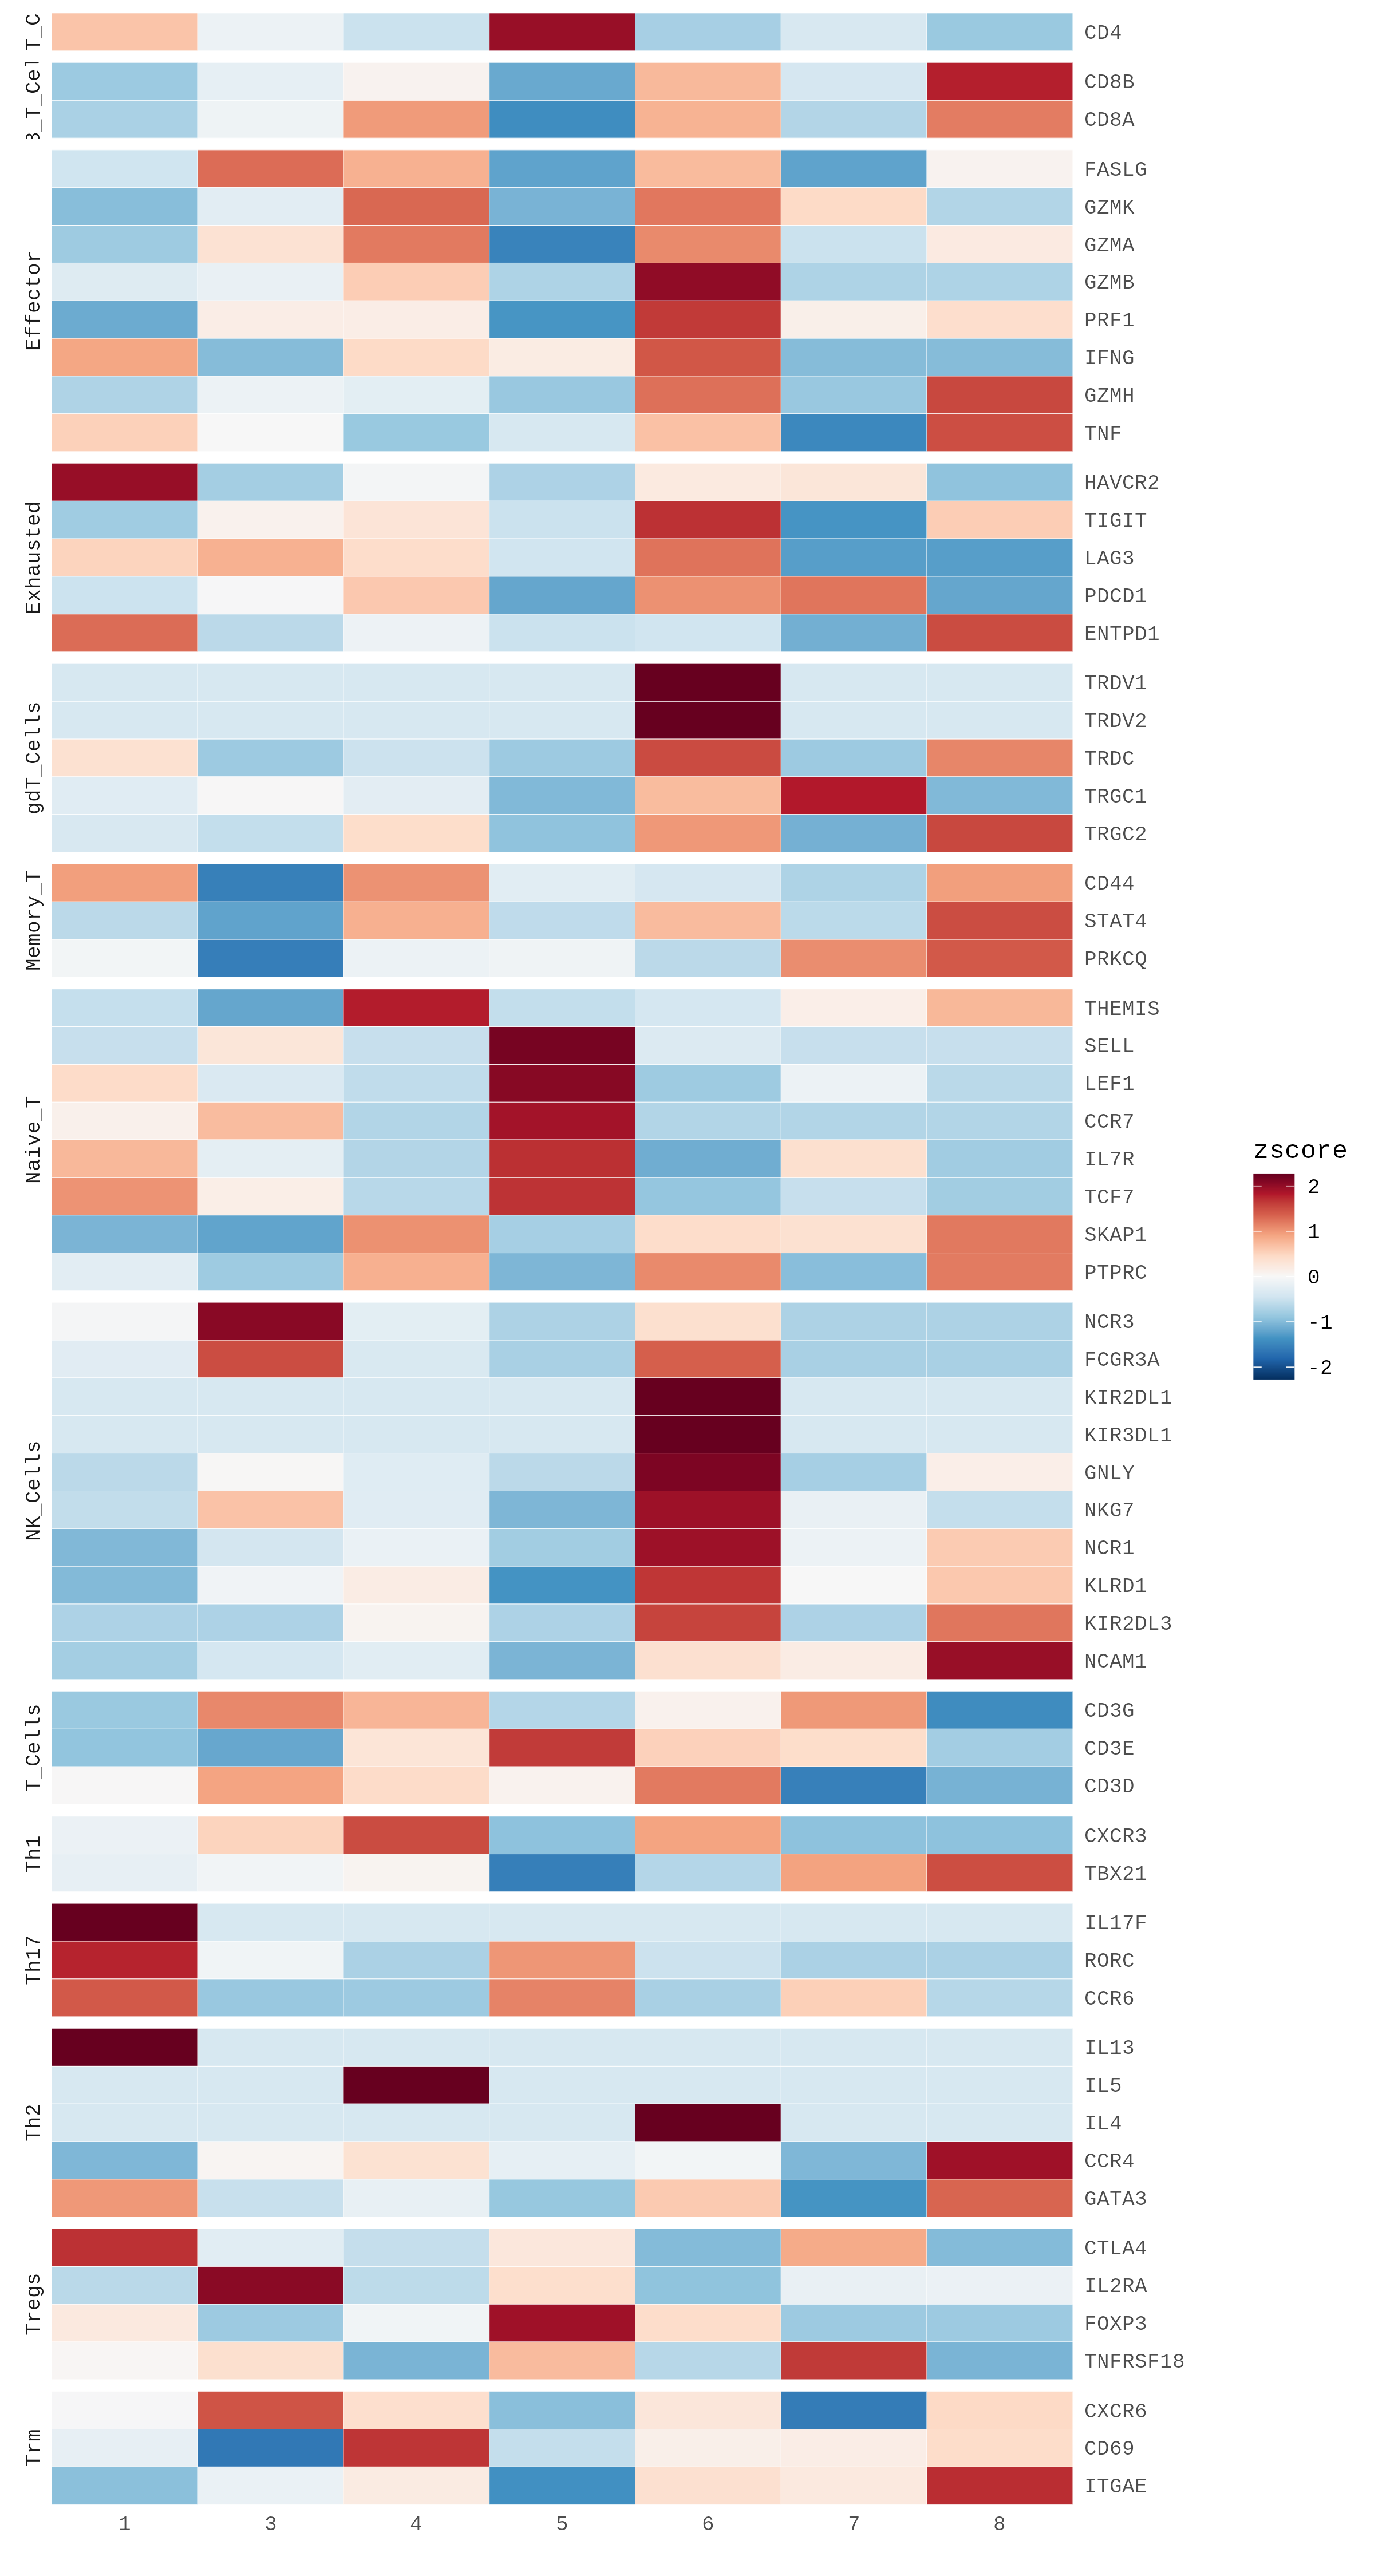 T_C
CD4
CD8B
CD8A
Effector
FASLG
GZMK
GZMA
GZMB
PRF1
IFNG
GZMH
TNF
Exhausted
HAVCR2
TIGIT
LAG3
PDCD1
ENTPD1
gdT_Cells
TRDV1
TRDV2
TRDC
TRGC1
TRGC2
Memory_T
CD44
STAT4
PRKCQ
Naive_T
THEMIS
SELL
LEF1
CCR7
IL7R
TCF7
SKAP1
PTPRC
NK_Cells
NCR3
FCGR3A
KIR2DL1
KIR3DL1
GNLY
NKG7
NCR1
KLRD1
KIR2DL3
NCAM1
T_Cells
CD3G
CD3E
CD3D
Th1
CXCR3
TBX21
Th17
IL17F
RORC
CCR6
Th2
IL13
IL5
IL4
CCR4
GATA3
Tregs
CTLA4
IL2RA
FOXP3
TNFRSF18
Trm
CXCR6
CD69
ITGAE
1 3 4 5 6 7 8
zscore
2
1
0
-1
-2